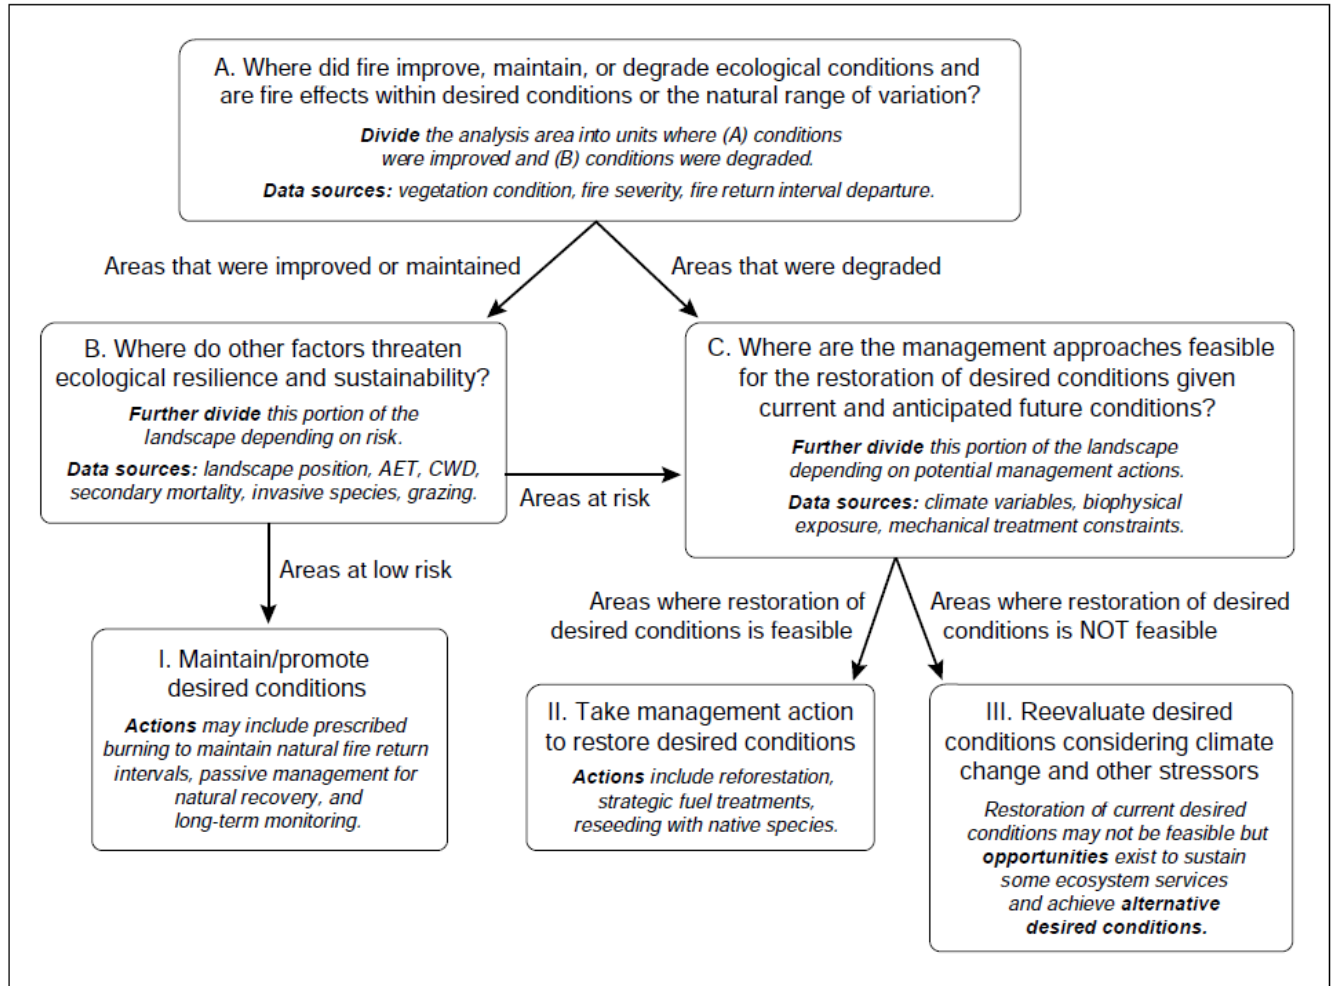 A. Where did fire improve, maintain, or degrade ecological conditions and
are fire effects within desired conditions or the natural range of variation?
Divide the analysis area into units where (A) conditions
were improved and (B) conditions were degraded.
Data sources: vegetation condition, fire severity, fire return interval departure.
Areas that were improved or maintained
Areas that were degraded
B. Where do other factors threaten
ecological resilience and sustainability?
Further divide this portion of the
landscape depending on risk.
Data sources: landscape position, AET, CWD,
secondary mortality, invasive species, grazing.
Areas at risk
C. Where are the management approaches feasible
for the restoration of desired conditions given
current and anticipated future conditions?
Further divide this portion of the landscape
depending on potential management actions.
Data sources: climate variables, biophysical
exposure, mechanical treatment constraints.
Areas at low risk
Areas where restoration of
desired conditions is feasible
Areas where restoration of desired
conditions is NOT feasible
I. Maintain/promote
desired conditions
Actions may include prescribed
burning to maintain natural fire return
intervals, passive management for
natural recovery, and
long-term monitoring.
II. Take management action
to restore desired conditions
Actions include reforestation,
strategic fuel treatments,
reseeding with native species.
III. Reevaluate desired
conditions considering climate
change and other stressors
Restoration of current desired
conditions may not be feasible but
opportunities exist to sustain
some ecosystem services
and achieve alternative
desired conditions.